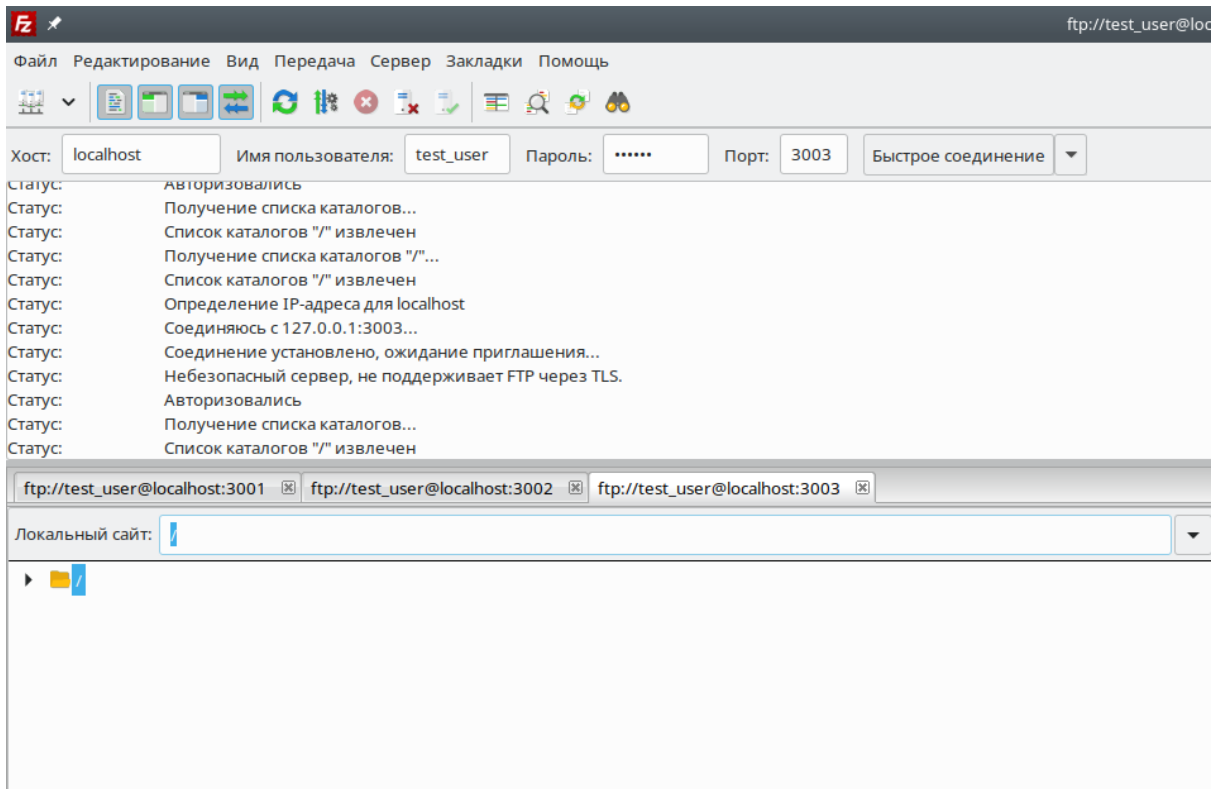 Fz ftp://test_user@loc
Файл Редактирование Вид Передача Сервер Закладки Помощь
Хост: localhost Имя пользователя: test_user Пароль: •••••• Порт: 3003 Быстрое соединение
Статус: Авторизовались
Статус: Получение списка каталогов...
Статус: Список каталогов "/" извлечен
Статус: Получение списка каталогов "/"...
Статус: Список каталогов "/" извлечен
Статус: Определение IP-адреса для localhost
Статус: Соединяюсь с 127.0.0.1:3003...
Статус: Соединение установлено, ожидание приглашения...
Статус: Небезопасный сервер, не поддерживает FTP через TLS.
Статус: Авторизовались
Статус: Получение списка каталогов...
Статус: Список каталогов "/" извлечен
ftp://test_user@localhost:3001 ftp://test_user@localhost:3002 ftp://test_user@localhost:3003
Локальный сайт: /
/